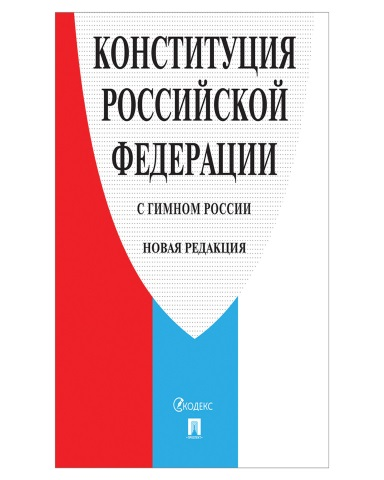 КОНСТИТУЦИЯ
РОССИЙСКОЙ
ФЕДЕРАЦИИ
С ГИМНОМ РОССИИ
НОВАЯ РЕДАКЦИЯ
КОДЕКС